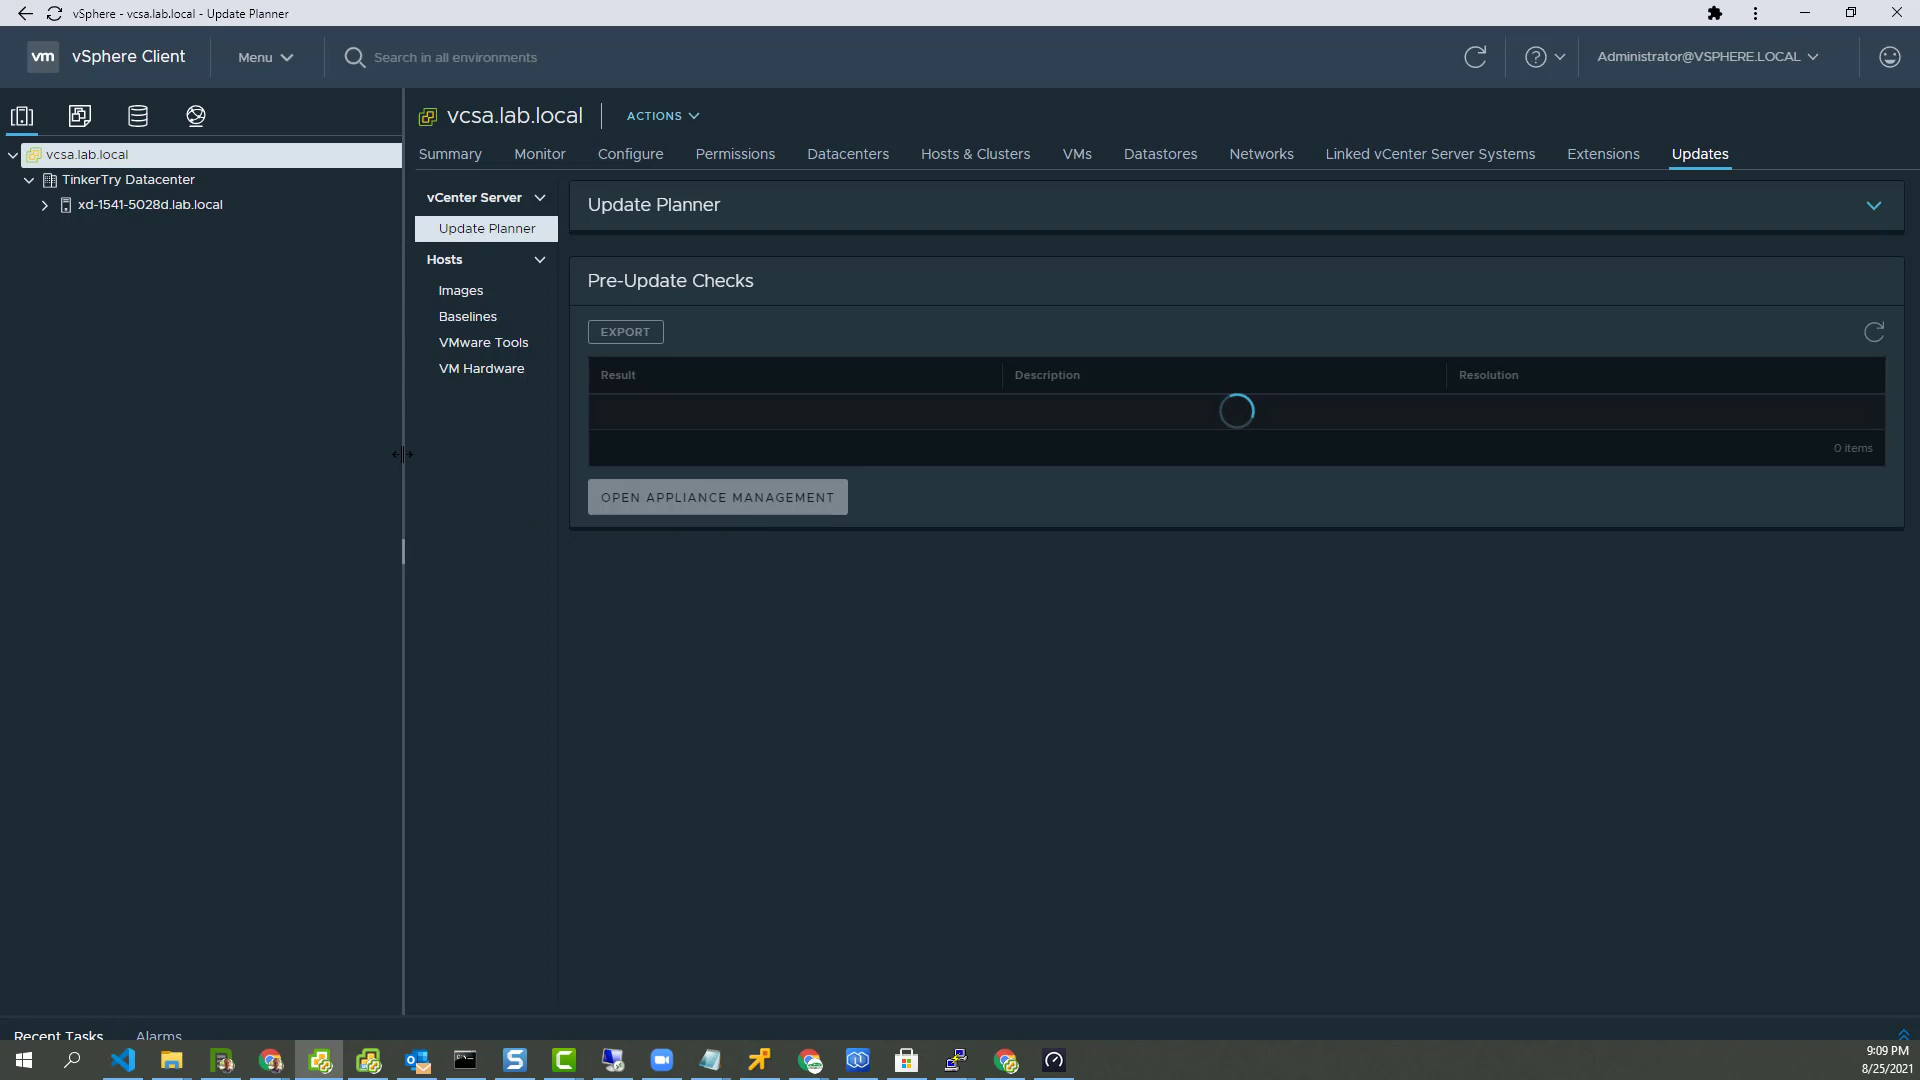 vSphere - vcsa.lab.local - Update Planner
vm vSphere Client
Menu
Search in all environments
Administrator@VSPHERE.LOCAL
vcsa.lab.local
TinkerTry Datacenter
xd-1541-5028d.lab.local
vcsa.lab.local
ACTIONS
Summary Monitor Configure Permissions Datacenters Hosts & Clusters VMs Datastores Networks Linked vCenter Server Systems Extensions Updates
vCenter Server
Update Planner
Hosts
Images
Baselines
VMware Tools
VM Hardware
Update Planner
Pre-Update Checks
EXPORT
Result Description Resolution
0 items
OPEN APPLIANCE MANAGEMENT
Recent Tasks Alarms
9:09 PM
8/25/2021